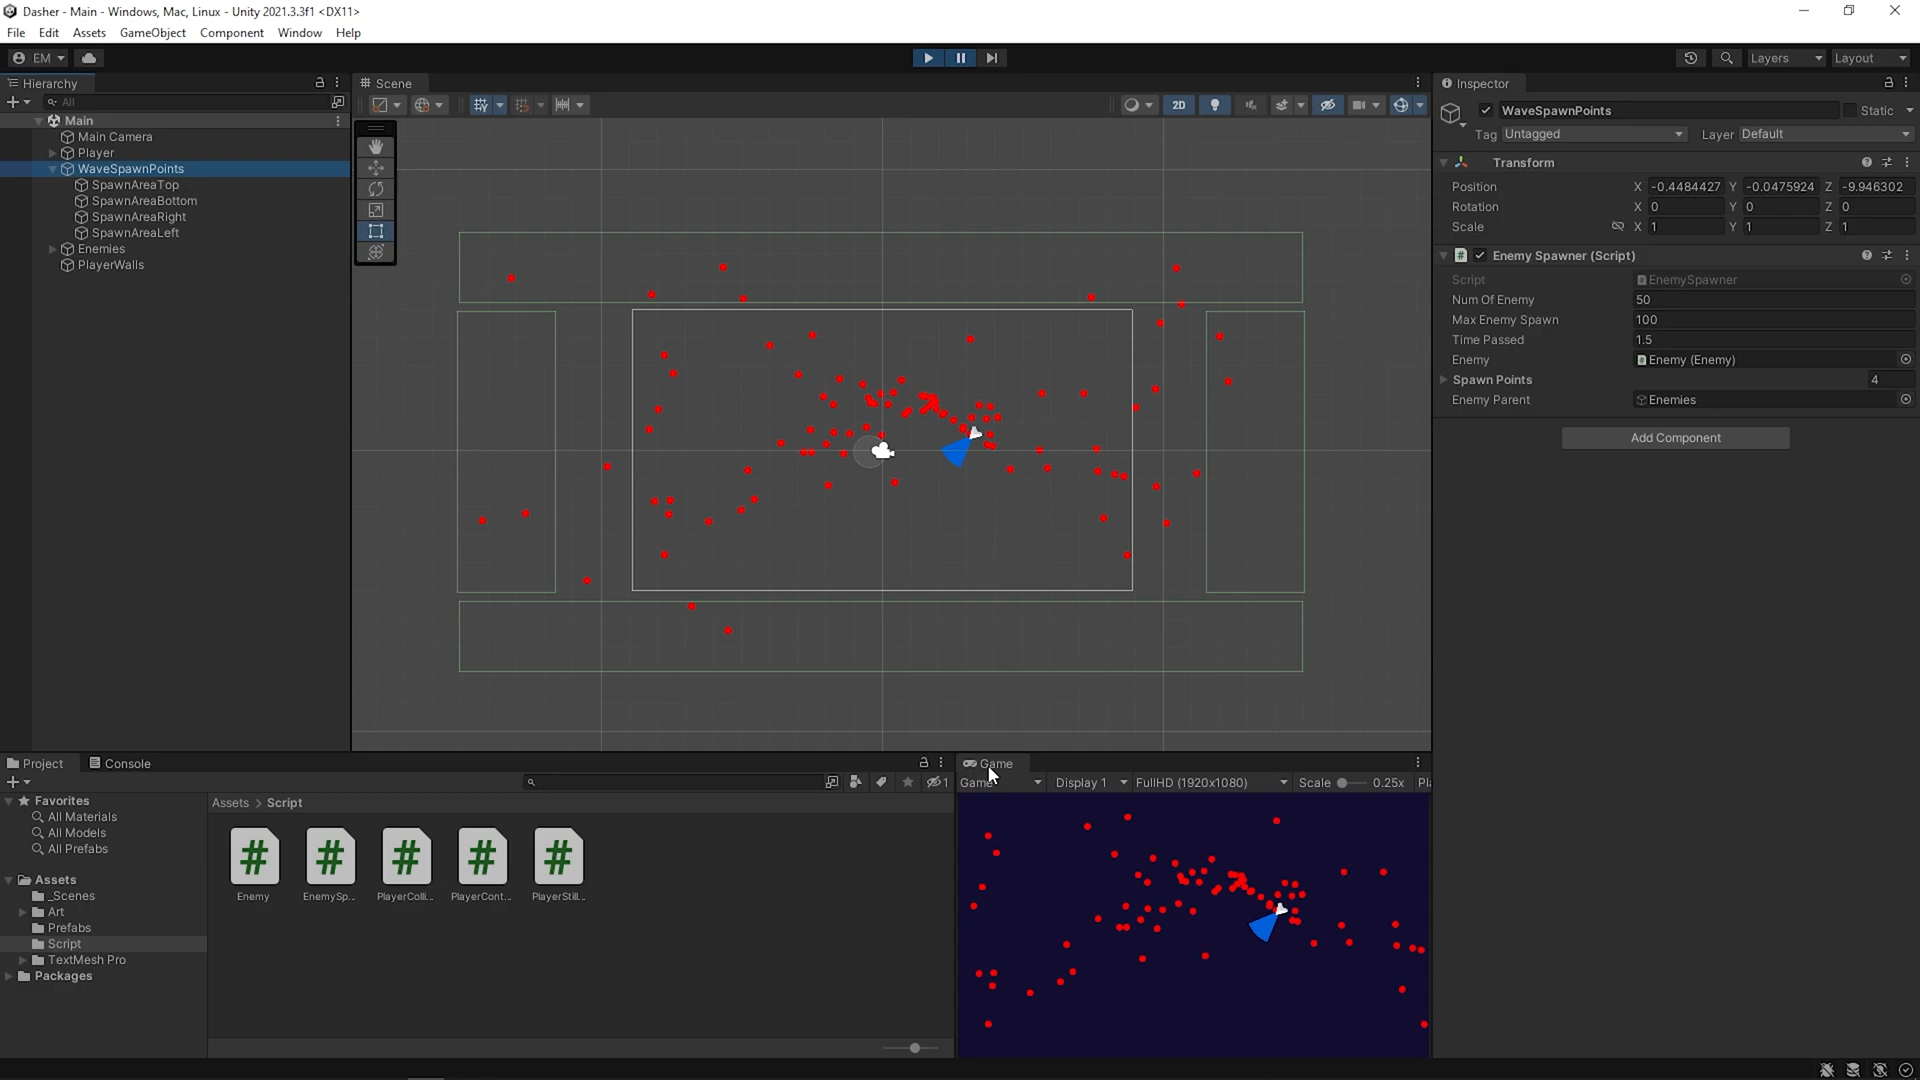 Dasher - Main - Windows, Mac, Linux - Unity 2021.3.3f1 <DX11>
File Edit Assets GameObject Component Window Help
EM Layers Layout
Hierarchy
All
Main
Main Camera
Player
WaveSpawnPoints
SpawnAreaTop
SpawnAreaBottom
SpawnAreaRight
SpawnAreaLeft
Enemies
PlayerWalls
Scene
2D
Inspector
WaveSpawnPoints Static
Tag Untagged Layer Default
Transform
Position X -0.4484427 Y -0.0475924 Z -9.946302
Rotation X 0 Y 0 Z 0
Scale X 1 Y 1 Z 1
Enemy Spawner (Script)
Script EnemySpawner
Num Of Enemy 50
Max Enemy Spawn 100
Time Passed 1.5
Enemy Enemy (Enemy)
Spawn Points 4
Enemy Parent Enemies
Add Component
Project Console
1
Favorites
All Materials
All Models
All Prefabs
Assets
_Scenes
Art
Prefabs
Script
TextMesh Pro
Packages
Assets > Script
Enemy EnemySp... PlayerColli... PlayerCont... PlayerStill...
Game
Game Display 1 FullHD (1920x1080) Scale 0.25x Pl